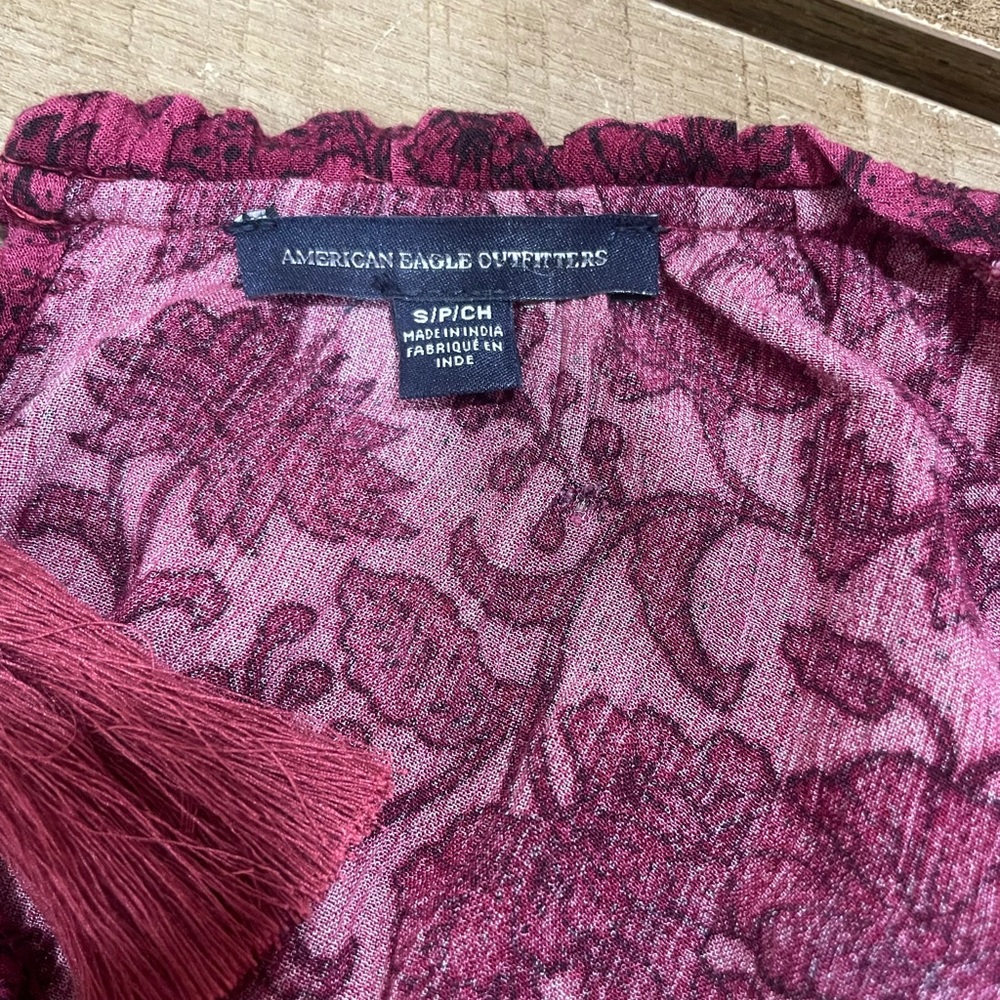 AMERICAN EAGLE OUTFITTERS
S/P/CH
MADE IN INDIA
FABRIQUÉ EN
INDE